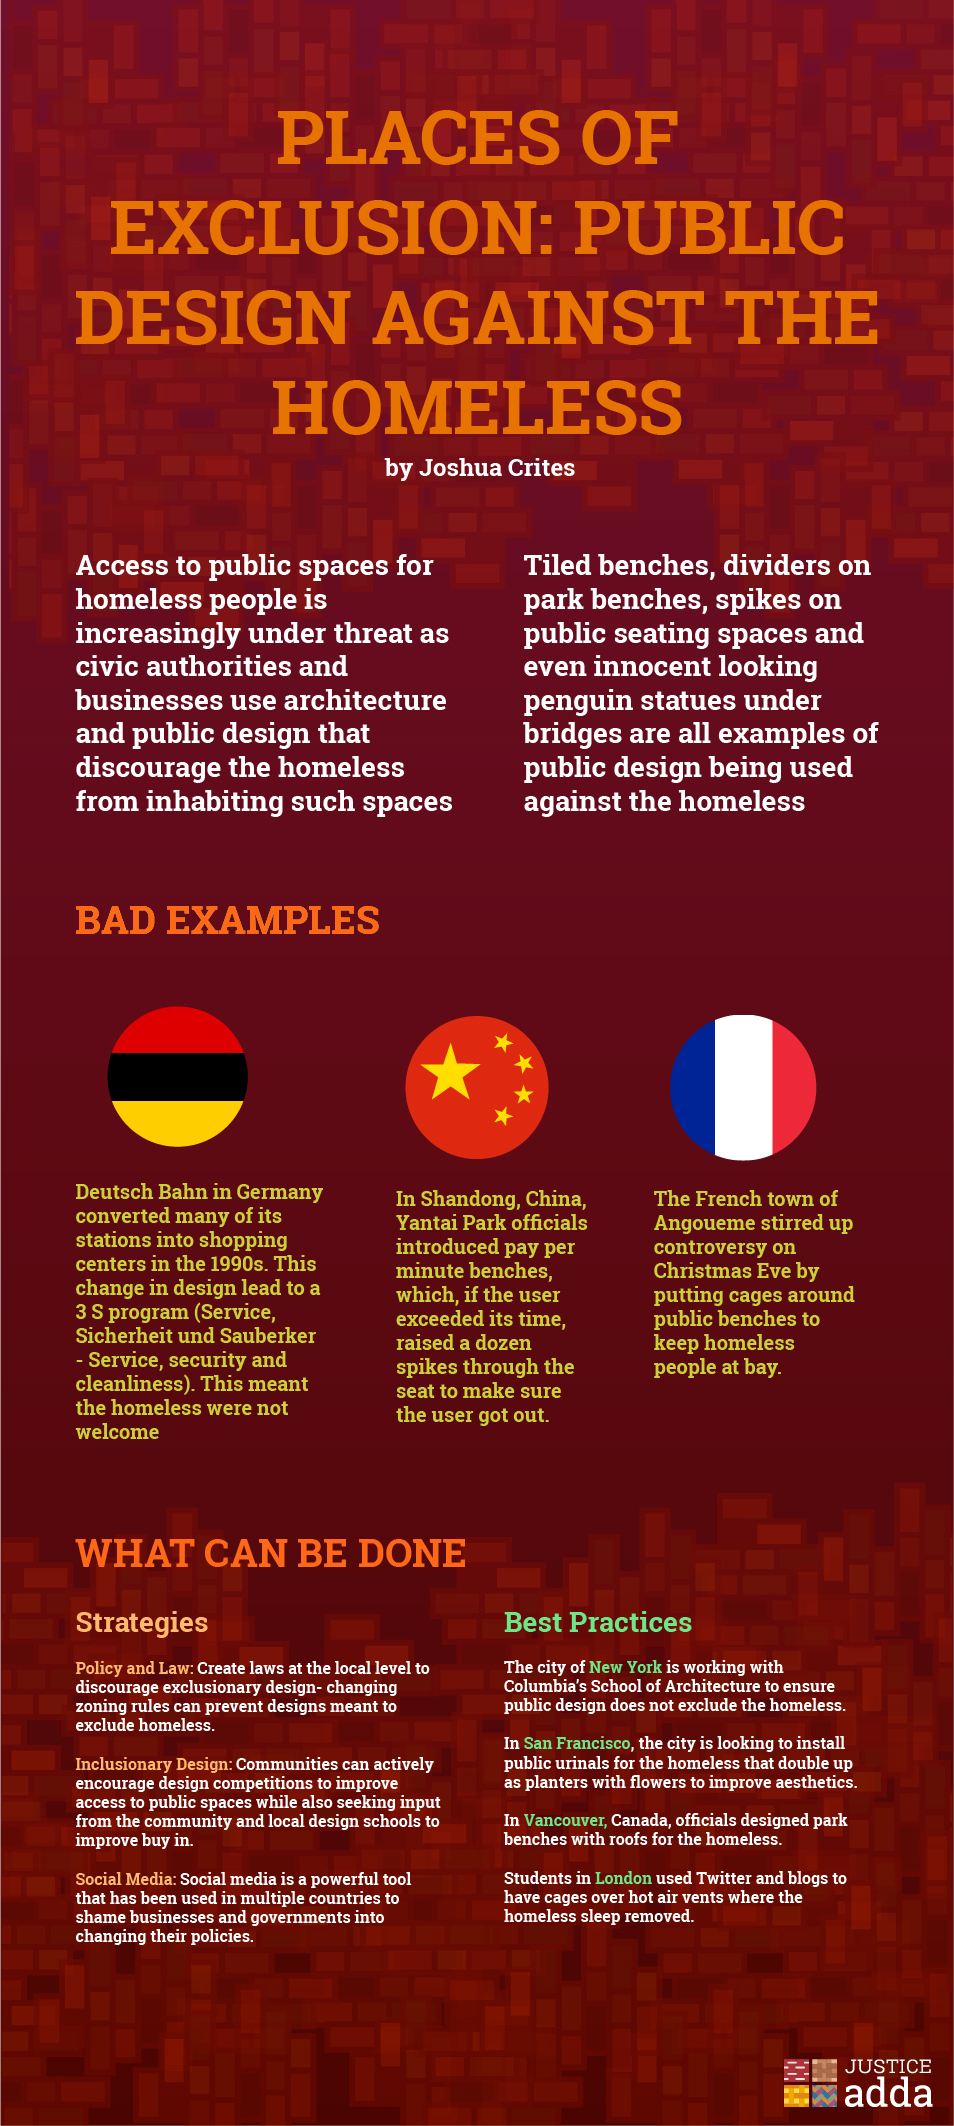 PLACES OF
EXCLUSION: PUBLIC
DESIGN AGAINST THE
HOMELESS
by Joshua Crites
Access to public spaces for
homeless people is
increasingly under threat as
civic authorities and
businesses use architecture
and public design that
discourage the homeless
from inhabiting such spaces
Tiled benches, dividers on
park benches, spikes on
public seating spaces and
even innocent looking
penguin statues under
bridges are all examples of
public design being used
against the homeless
BAD EXAMPLES
Deutsch Bahn in Germany
converted many of its
stations into shopping
centers in the 1990s. This
change in design lead to a
3 S program (Service,
Sicherheit und Sauberker
- Service, security and
cleanliness). This meant
the homeless were not
welcome
In Shandong, China,
Yantai Park officials
introduced pay per
minute benches,
which, if the user
exceeded its time,
raised a dozen
spikes through the
seat to make sure
the user got out.
The French town of
Angoueme stirred up
controversy on
Christmas Eve by
putting cages around
public benches to
keep homeless
people at bay.
WHAT CAN BE DONE
Strategies
Policy and Law: Create laws at the local level to
discourage exclusionary design- changing
zoning rules can prevent designs meant to
exclude homeless.
Inclusionary Design: Communities can actively
encourage design competitions to improve
access to public spaces while also seeking input
from the community and local design schools to
improve buy in.
Social Media: Social media is a powerful tool
that has been used in multiple countries to
shame businesses and governments into
changing their policies.
Best Practices
The city of New York is working with
Columbia's School of Architecture to ensure
public design does not exclude the homeless.
In San Francisco, the city is looking to install
public urinals for the homeless that double up
as planters with flowers to improve aesthetics.
In Vancouver, Canada, officials designed park
benches with roofs for the homeless.
Students in London used Twitter and blogs to
have cages over hot air vents where the
homeless sleep removed.
JUSTICE
adda